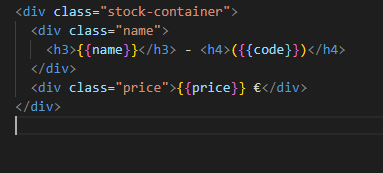 <div class="stock-container">
  <div class="name">
    <h3>{{name}}</h3> - <h4>({{code}})</h4>
  </div>
  <div class="price">{{price}} €</div>
</div>